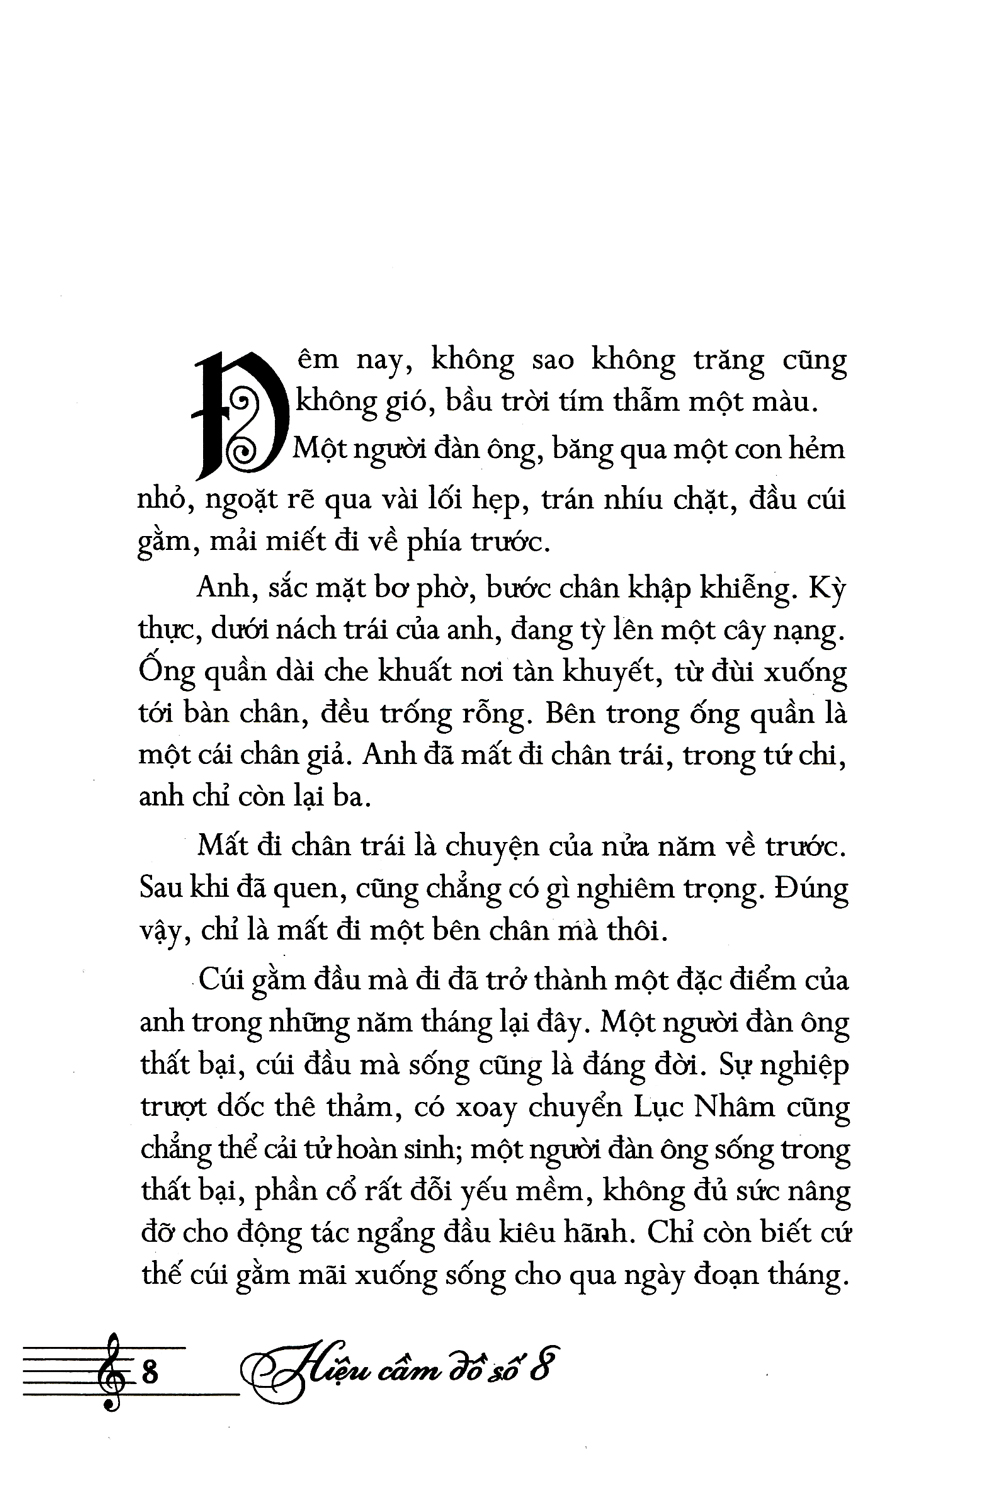 Đêm nay, không sao không trăng cũng
không gió, bầu trời tím thẫm một màu.
Một người đàn ông, băng qua một con hẻm
nhỏ, ngoặt rẽ qua vài lối hẹp, trán nhíu chặt, đầu cúi
gằm, mải miết đi về phía trước.
Anh, sắc mặt bơ phờ, bước chân khập khiễng. Kỳ
thực, dưới nách trái của anh, đang tỳ lên một cây nạng.
Ống quần dài che khuất nơi tàn khuyết, từ đùi xuống
tới bàn chân, đều trống rỗng. Bên trong ống quần là
một cái chân giả. Anh đã mất đi chân trái, trong tứ chi,
anh chỉ còn lại ba.
Mất đi chân trái là chuyện của nửa năm về trước.
Sau khi đã quen, cũng chẳng có gì nghiêm trọng. Đúng
vậy, chỉ là mất đi một bên chân mà thôi.
Cúi gằm đầu mà đi đã trở thành một đặc điểm của
anh trong những năm tháng lại đây. Một người đàn ông
thất bại, cúi đầu mà sống cũng là đáng đời. Sự nghiệp
trượt dốc thê thảm, có xoay chuyển Lục Nhâm cũng
chẳng thể cải tử hoàn sinh; một người đàn ông sống trong
thất bại, phần cổ rất đỗi yếu mềm, không đủ sức nâng
đỡ cho động tác ngẩng đầu kiêu hãnh. Chỉ còn biết cứ
thế cúi gằm mãi xuống sống cho qua ngày đoạn tháng.
8 Hiệu cầm đồ số 8